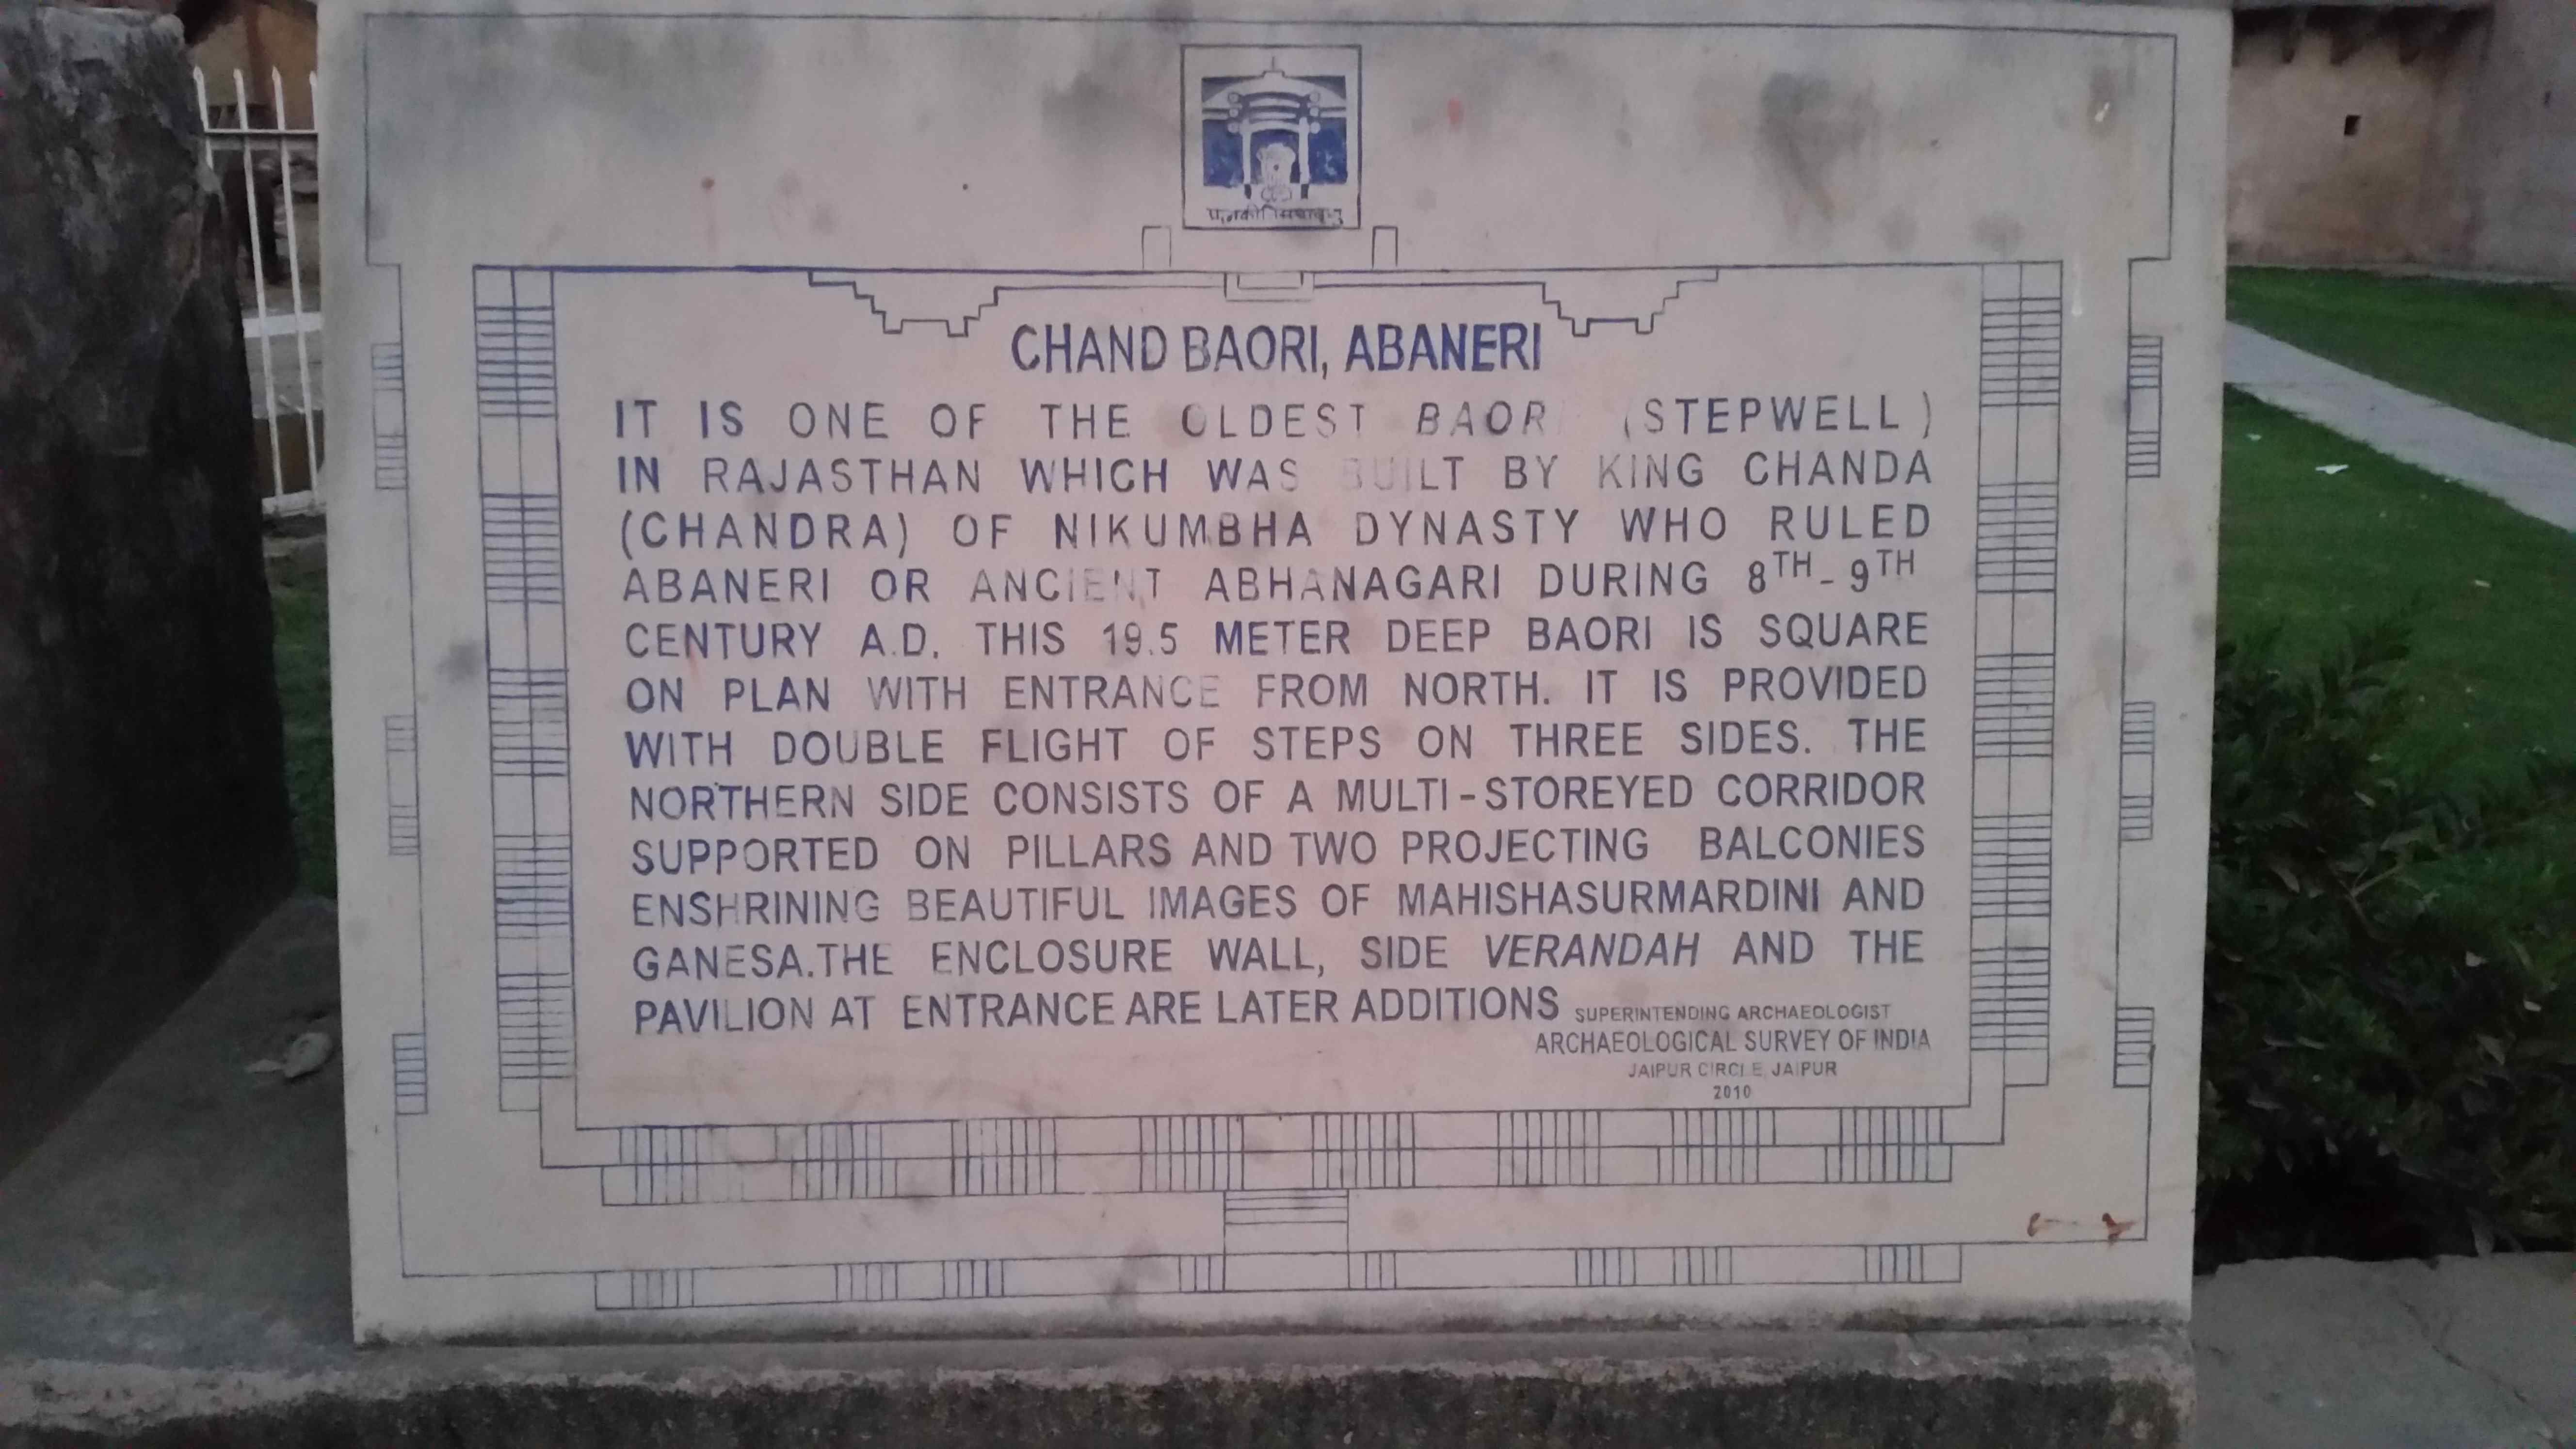 CHAND BAORI, ABANERI
IT IS ONE OF THE OLDEST BAORI (STEPWELL)
IN RAJASTHAN WHICH WAS BUILT BY KING CHANDA
(CHANDRA) OF NIKUMBHA DYNASTY WHO RULED
ABANERI OR ANCIENT ABHANAGARI DURING 8TH - 9TH
CENTURY A.D. THIS 19.5 METER DEEP BAORI IS SQUARE
ON PLAN WITH ENTRANCE FROM NORTH. IT IS PROVIDED
WITH DOUBLE FLIGHT OF STEPS ON THREE SIDES. THE
NORTHERN SIDE CONSISTS OF A MULTI-STOREYED CORRIDOR
SUPPORTED ON PILLARS AND TWO PROJECTING BALCONIES
ENSHRINING BEAUTIFUL IMAGES OF MAHISHASURMARDINI AND
GANESA.THE ENCLOSURE WALL, SIDE VERANDAH AND THE
PAVILION AT ENTRANCE ARE LATER ADDITIONS
SUPERINTENDING ARCHAEOLOGIST
ARCHAEOLOGICAL SURVEY OF INDIA
JAIPUR CIRCLE, JAIPUR
2010